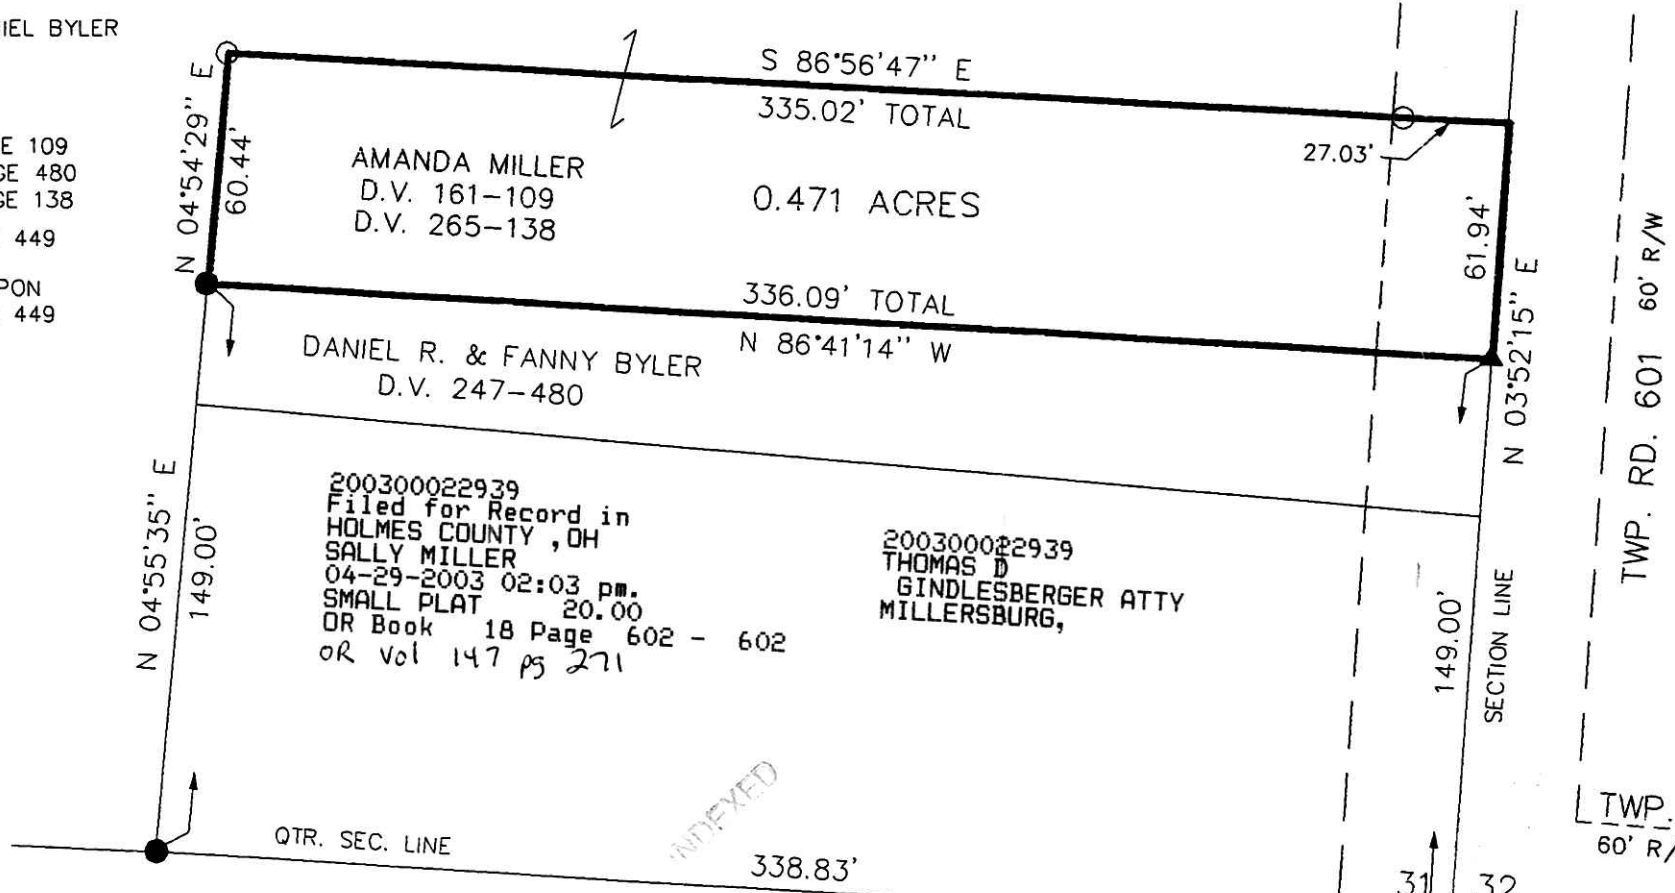 IEL BYLER
E 109
GE 480
GE 138
449
PON
449
N 04°54'29" E
60.44'
S 86°56'47" E
335.02' TOTAL
27.03'
AMANDA MILLER
D.V. 161-109
D.V. 265-138
0.471 ACRES
61.94'
N 03°52'15" E
336.09' TOTAL
N 86°41'14" W
DANIEL R. & FANNY BYLER
D.V. 247-480
TWP. RD. 601 60' R/W
N 04°55'35" E
149.00'
200300022939
Filed for Record in
HOLMES COUNTY ,OH
SALLY MILLER
04-29-2003 02:03 pm.
SMALL PLAT 20.00
OR Book 18 Page 602 - 602
OR Vol 147 pg 271
200300022939
THOMAS D
GINDLESBERGER ATTY
MILLERSBURG,
149.00'
SECTION LINE
INDEXED
QTR. SEC. LINE
338.83'
31 32
TWP.
60' R/